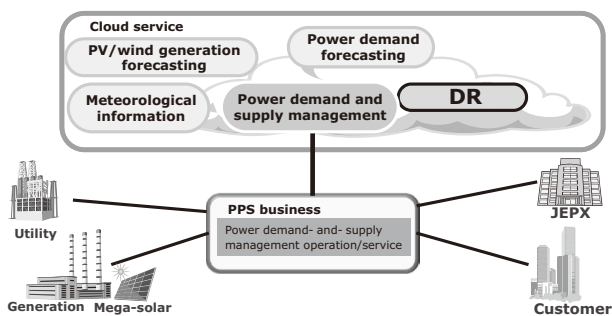 Cloud service
PV/wind generation
forecasting
Power demand
forecasting
Meteorological
information
Power demand and
supply management
DR
PPS business
Power demand- and- supply
management operation/service
Utility
Generation Mega-solar
JEPX
Customer